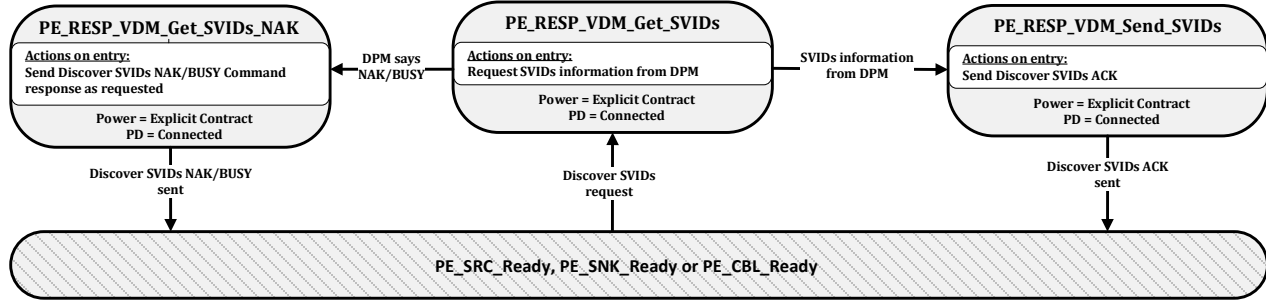 PE_RESP_VDM_Get_SVIDs_NAK
Actions on entry:
Send Discover SVIDs NAK/BUSY Command
response as requested
Power = Explicit Contract
PD = Connected
DPM says
NAK/BUSY
PE_RESP_VDM_Get_SVIDs
Actions on entry:
Request SVIDs information from DPM
Power = Explicit Contract
PD = Connected
SVIDs information
from DPM
PE_RESP_VDM_Send_SVIDs
Actions on entry:
Send Discover SVIDs ACK
Power = Explicit Contract
PD = Connected
Discover SVIDs NAK/BUSY
sent
Discover SVIDs
request
Discover SVIDs ACK
sent
PE_SRC_Ready, PE_SNK_Ready or PE_CBL_Ready